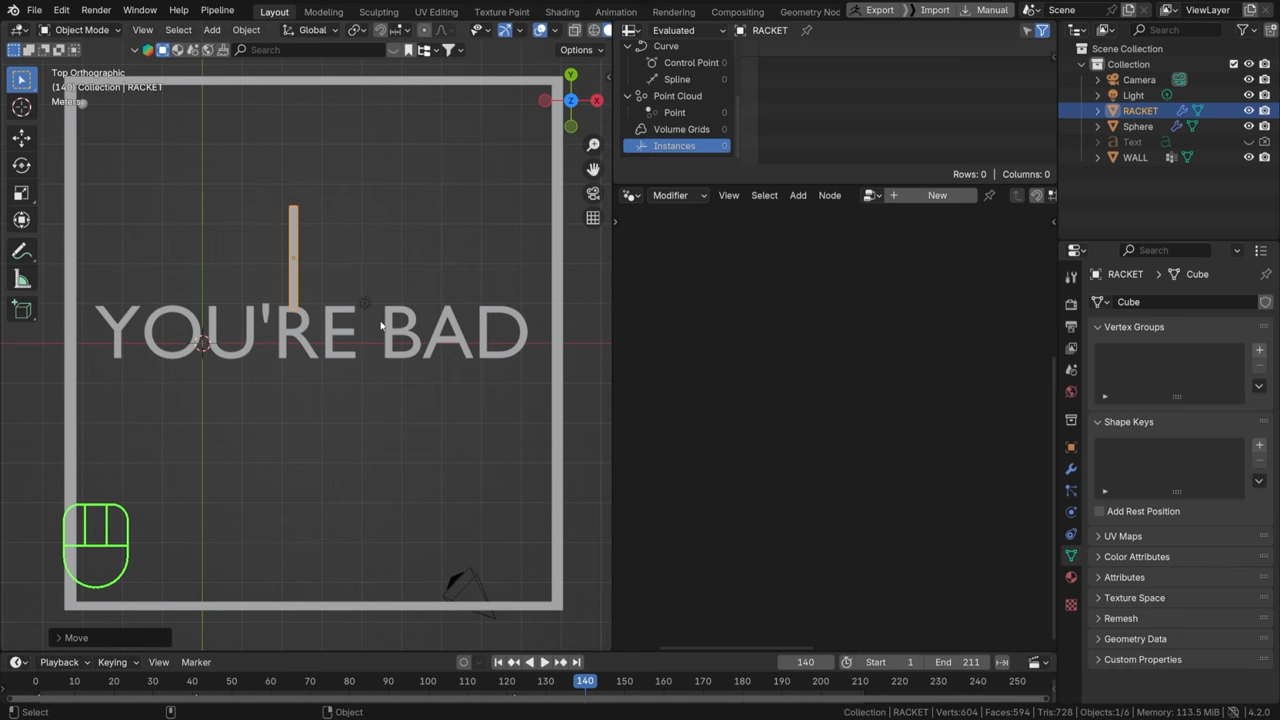 File Edit Render Window Help Pipeline Layout Modeling Sculpting UV Editing Texture Paint Shading Animation Rendering Compositing Geometry Noc Export Import Manual Scene ViewLayer
Object Mode View Select Add Object Global Evaluated RACKET
Search Options
Top Orthographic
(140) Collection | RACKET
Meters
Y
Z
X
YOU'RE BAD
Move
Curve
Control Point 0
Spline 0
Point Cloud
Point 0
Volume Grids 0
Instances 0
Rows: 0 | Columns: 0
Modifier View Select Add Node New
Search
Scene Collection
Collection
Camera
Light
RACKET
Sphere
Text
WALL
Search
RACKET Cube
Cube
Vertex Groups
Shape Keys
Add Rest Position
UV Maps
Color Attributes
Attributes
Texture Space
Remesh
Geometry Data
Custom Properties
Playback Keying View Marker 140 Start 1 End 211
0 10 20 30 40 50 60 70 80 90 100 110 120 130 140 150 160 170 180 190 200 210 220 230 240 250
Select Object Collection | RACKET | Verts:604 | Faces:594 | Tris:728 | Objects:1/6 | Memory: 113.5 MiB | 4.2.0